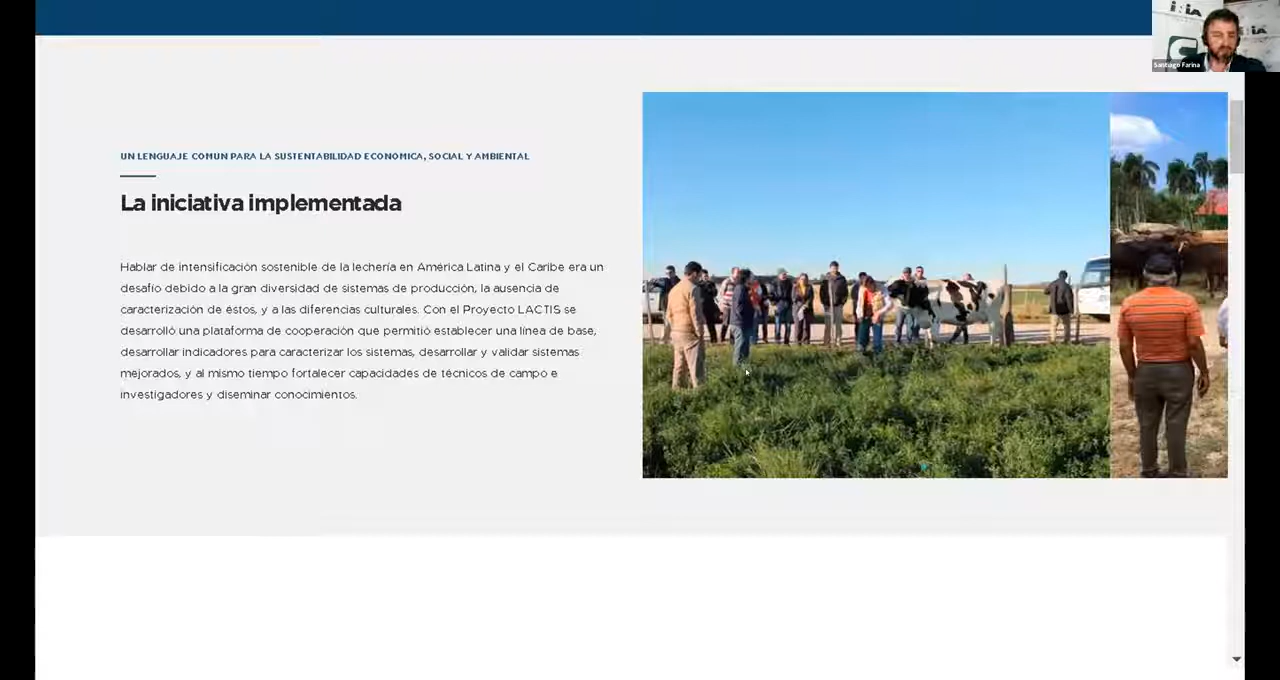 UN LENGUAJE COMUN PARA LA SUSTENTABILIDAD ECONOMICA, SOCIAL Y AMBIENTAL
La iniciativa implementada
Hablar de intensificación sostenible de la lechería en América Latina y el Caribe era un
desafío debido a la gran diversidad de sistemas de producción, la ausencia de
caracterización de éstos, y a las diferencias culturales. Con el Proyecto LACTIS se
desarrolló una plataforma de cooperación que permitió establecer una línea de base,
desarrollar indicadores para caracterizar los sistemas, desarrollar y validar sistemas
mejorados, y al mismo tiempo fortalecer capacidades de técnicos de campo e
investigadores y diseminar conocimientos.
Santiago Farina